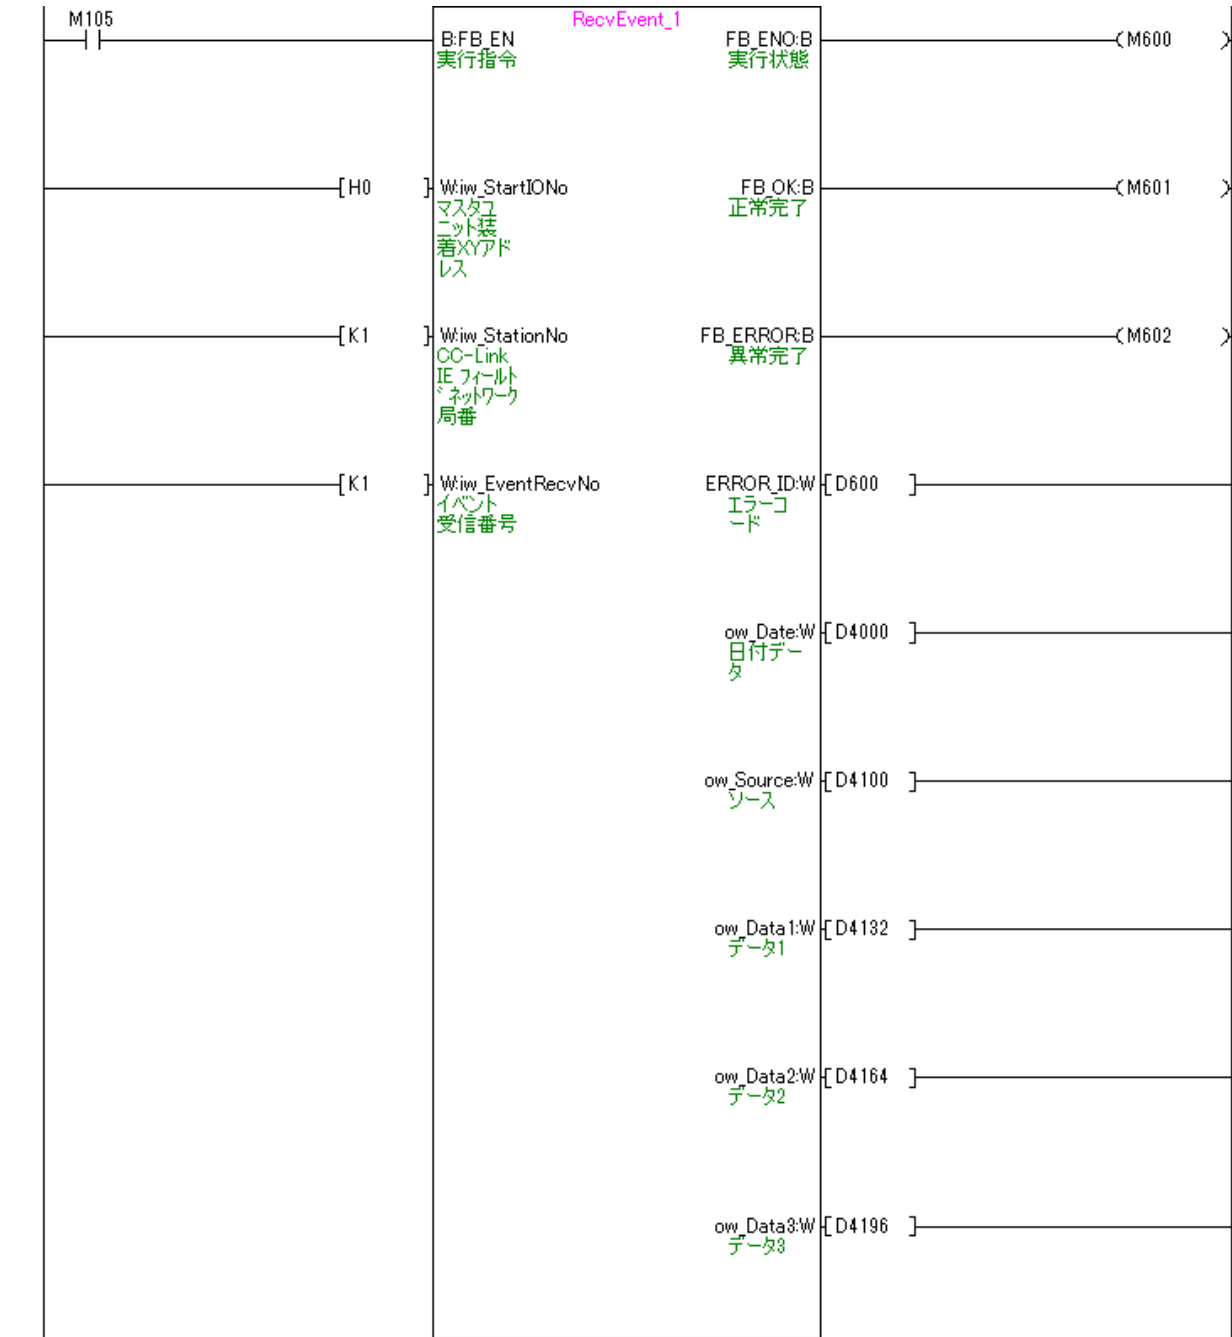 M105
RecvEvent_1
B:FB_EN
実行指令
FB_ENO:B
実行状態
M600
H0
W:iw_StartIONo
マスタユ
ニット装
着XYアド
レス
FB_OK:B
正常完了
M601
K1
W:iw_StationNo
CC-Link
IE フィールト
゛ネットワーク
局番
FB_ERROR:B
異常完了
M602
K1
W:iw_EventRecvNo
イベント
受信番号
ERROR_ID:W
エラーコ
ード
D600
ow_Date:W
日付デー
タ
D4000
ow_Source:W
ソース
D4100
ow_Data1:W
データ1
D4132
ow_Data2:W
データ2
D4164
ow_Data3:W
データ3
D4196